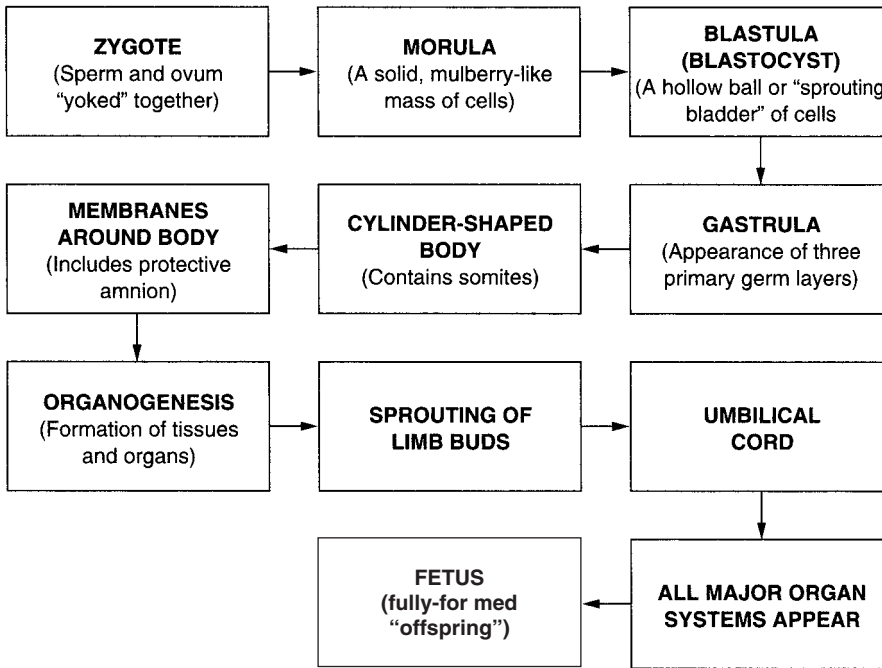 ZYGOTE
(Sperm and ovum
“yoked” together)
MORULA
(A solid, mulberry-like
mass of cells)
BLASTULA
(BLASTOCYST)
(A hollow ball or “sprouting
bladder” of cells
GASTRULA
(Appearance of three
primary germ layers)
CYLINDER-SHAPED
BODY
(Contains somites)
MEMBRANES
AROUND BODY
(Includes protective
amnion)
ORGANOGENESIS
(Formation of tissues
and organs)
SPROUTING OF
LIMB BUDS
UMBILICAL
CORD
ALL MAJOR ORGAN
SYSTEMS APPEAR
FETUS
(fully-for med
“offspring”)